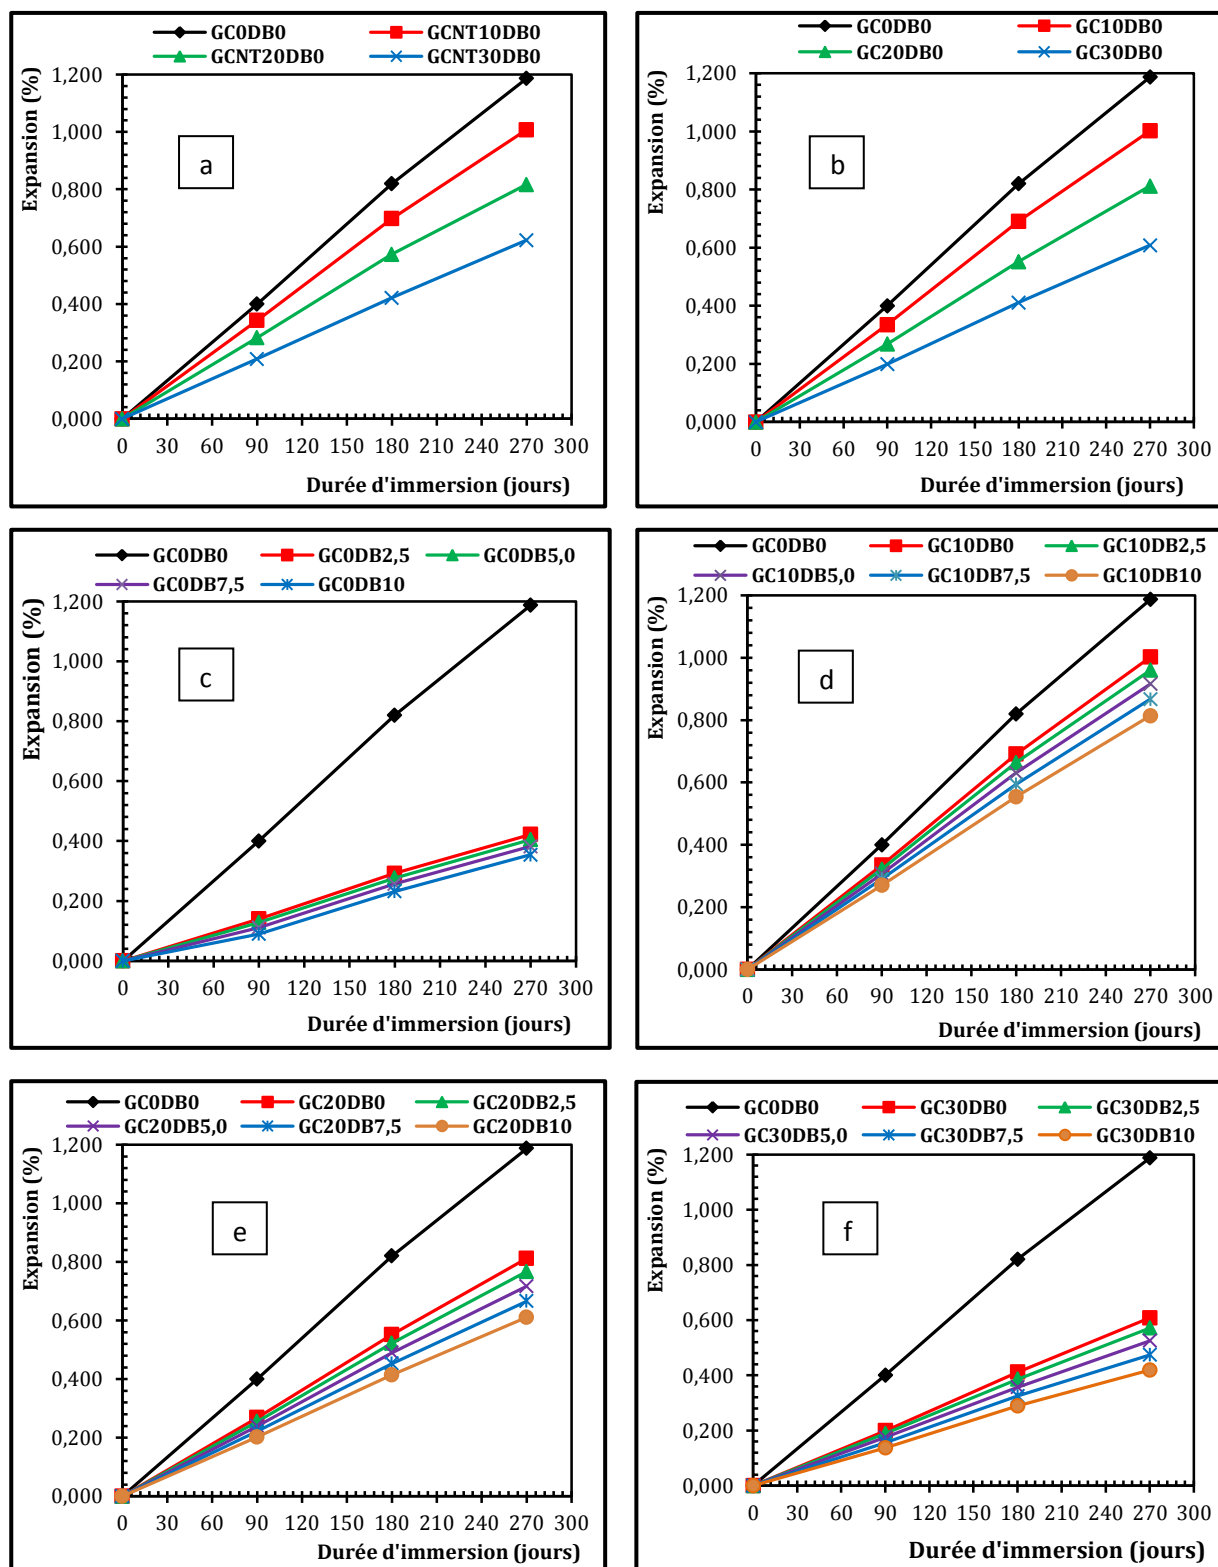 GC0DB0 GCNT10DB0
GCNT20DB0 GCNT30DB0
Expansion (%)
1,200
1,000
0,800
0,600
0,400
0,200
0,000
a
0 30 60 90 120 150 180 210 240 270 300
Durée d'immersion (jours)
GC0DB0 GC10DB0
GC20DB0 GC30DB0
Expansion (%)
1,200
1,000
0,800
0,600
0,400
0,200
0,000
b
0 30 60 90 120 150 180 210 240 270 300
Durée d'immersion (jours)
GC0DB0 GC0DB2,5 GC0DB5,0
GC0DB7,5 GC0DB10
Expansion (%)
1,200
1,000
0,800
0,600
0,400
0,200
0,000
c
0 30 60 90 120 150 180 210 240 270 300
Durée d'immersion (jours)
GC0DB0 GC10DB0 GC10DB2,5
GC10DB5,0 GC10DB7,5 GC10DB10
Expansion (%)
1,200
1,000
0,800
0,600
0,400
0,200
0,000
d
0 30 60 90 120 150 180 210 240 270 300
Durée d'immersion (jours)
GC0DB0 GC20DB0 GC20DB2,5
GC20DB5,0 GC20DB7,5 GC20DB10
Expansion (%)
1,200
1,000
0,800
0,600
0,400
0,200
0,000
e
0 30 60 90 120 150 180 210 240 270 300
Durée d'immersion (jours)
GC0DB0 GC30DB0 GC30DB2,5
GC30DB5,0 GC30DB7,5 GC30DB10
Expansion (%)
1,200
1,000
0,800
0,600
0,400
0,200
0,000
f
0 30 60 90 120 150 180 210 240 270 300
Durée d'immersion (jours)